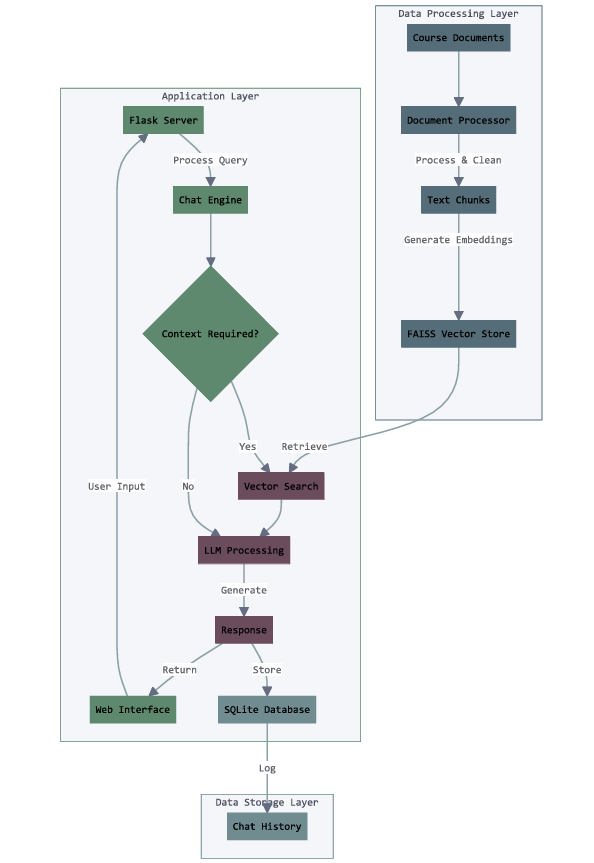 Data Processing Layer
Course Documents
Application Layer
Flask Server
Document Processor
Process Query
Process & Clean
Chat Engine
Text Chunks
Generate Embeddings
Context Required?
FAISS Vector Store
Yes
Retrieve
User Input
No
Vector Search
LLM Processing
Generate
Response
Return
Store
Web Interface
SQLite Database
Log
Data Storage Layer
Chat History